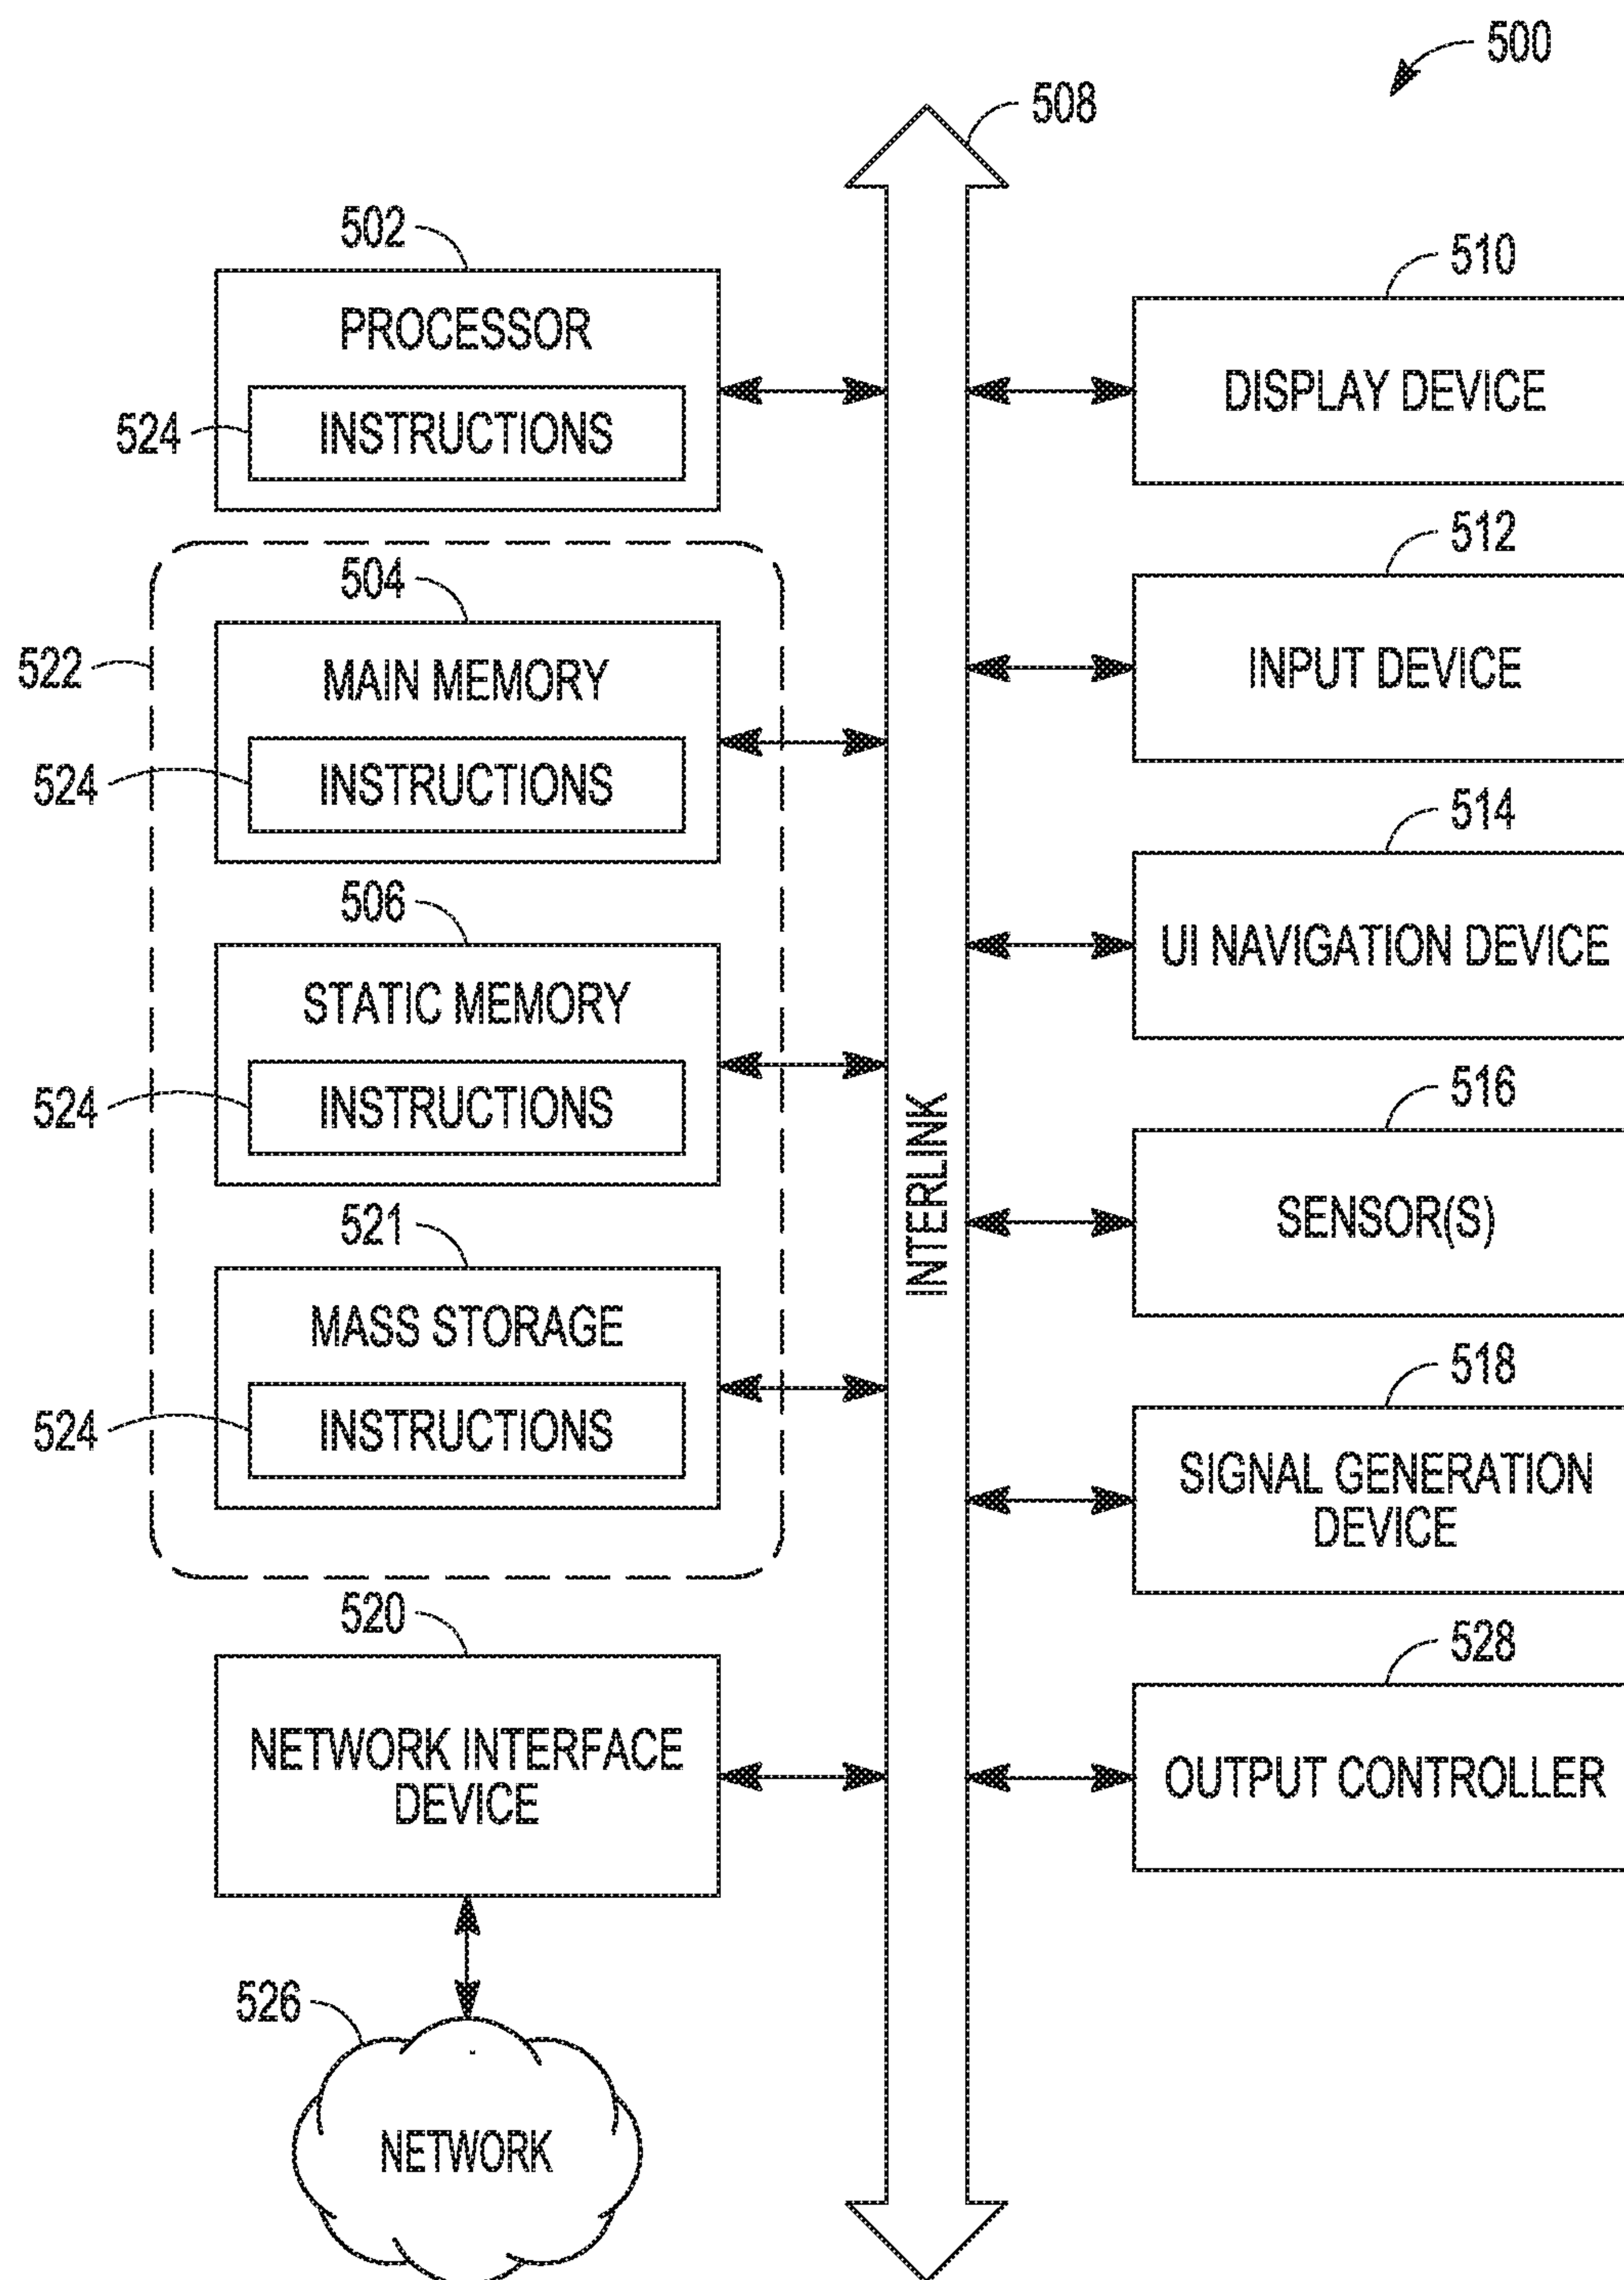 500
508
502
PROCESSOR
524
INSTRUCTIONS
522
504
MAIN MEMORY
524
INSTRUCTIONS
506
STATIC MEMORY
524
INSTRUCTIONS
521
MASS STORAGE
524
INSTRUCTIONS
520
NETWORK INTERFACE
DEVICE
526
NETWORK
INTERLINK
510
DISPLAY DEVICE
512
INPUT DEVICE
514
UI NAVIGATION DEVICE
516
SENSOR(S)
518
SIGNAL GENERATION
DEVICE
528
OUTPUT CONTROLLER